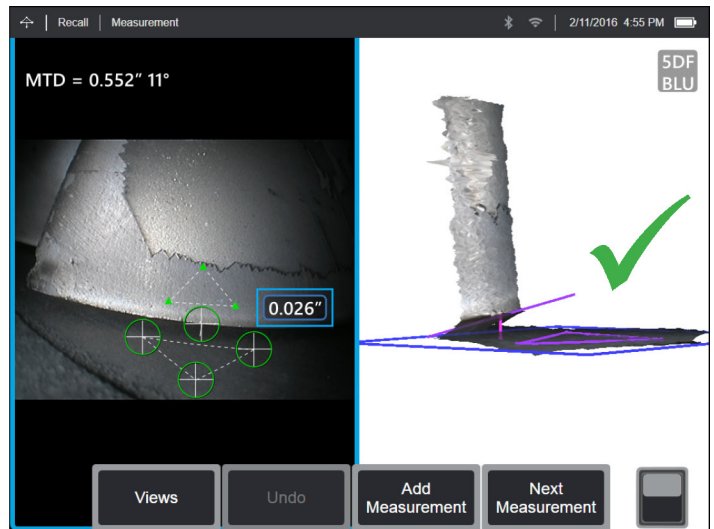 Recall Measurement 2/11/2016 4:55 PM
MTD = 0.552" 11°
5DF
BLU
0.026"
Views
Undo
Add
Measurement
Next
Measurement